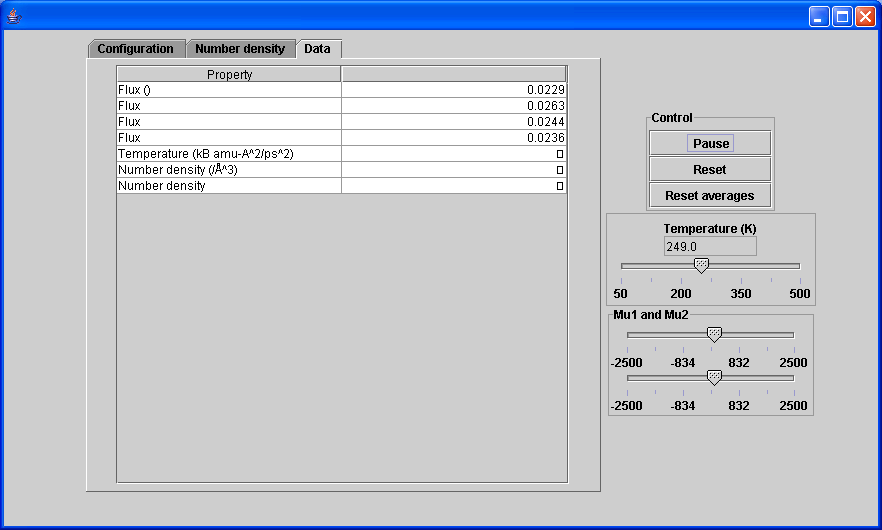 Configuration Number density Data
Property
Flux () 0.0229
Flux 0.0263
Flux 0.0244
Flux 0.0236
Temperature (kB amu-A^2/ps^2) □
Number density (/Å^3) □
Number density □
Control
Pause
Reset
Reset averages
Temperature (K)
249.0
50 200 350 500
Mu1 and Mu2
-2500 -834 832 2500
-2500 -834 832 2500